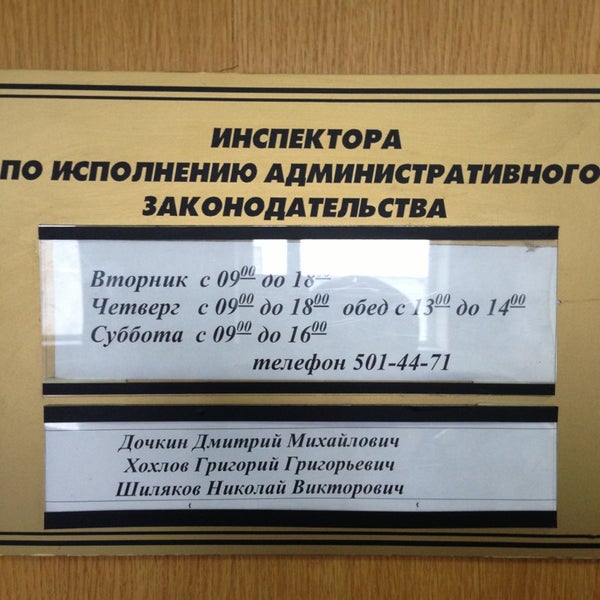 ИНСПЕКТОРА
ПО ИСПОЛНЕНИЮ АДМИНИСТРАТИВНОГО
ЗАКОНОДАТЕЛЬСТВА
Вторник с 09⁰⁰ до 18⁰⁰
Четверг с 09⁰⁰ до 18⁰⁰ обед с 13⁰⁰ до 14⁰⁰
Суббота с 09⁰⁰ до 16⁰⁰
телефон 501-44-71
Дочкин Дмитрий Михайлович
Хохлов Григорий Григорьевич
Шиляков Николай Викторович